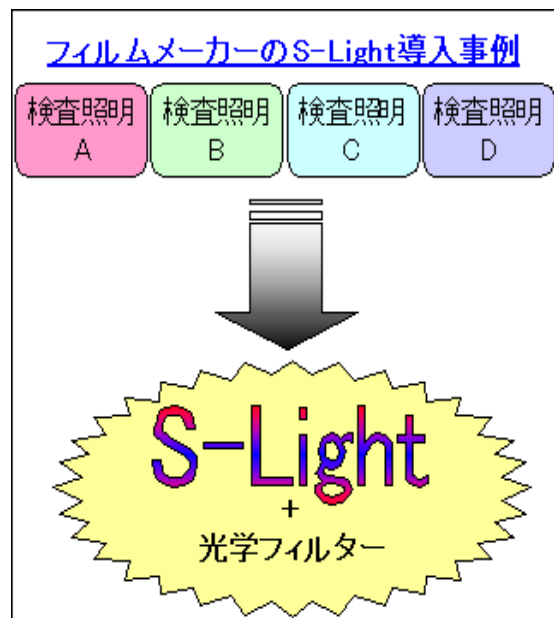 フィルムメーカーのS-Light導入事例
検査照明 検査照明 検査照明 検査照明
A B C D
S-Light
+
光学フィルター